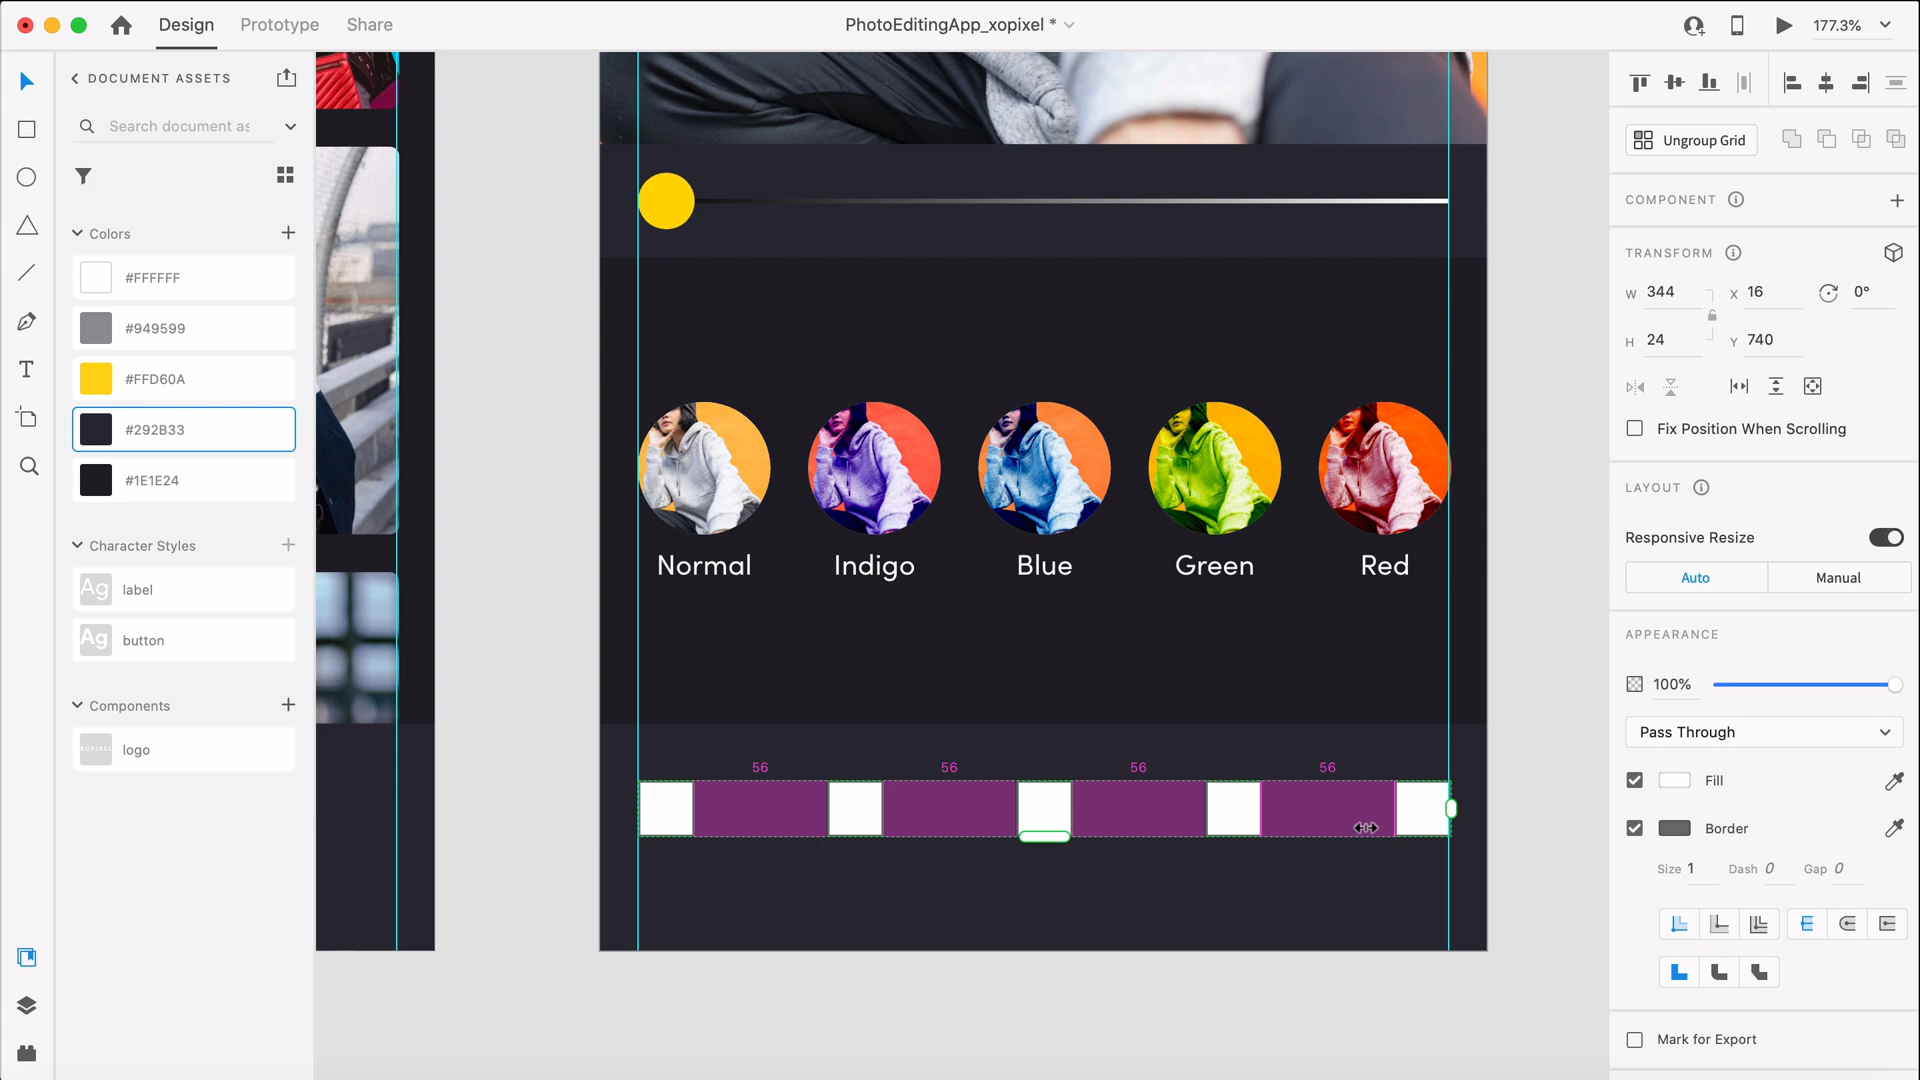 Design
Prototype
Share
PhotoEditingApp_xopixel *
177.3%
DOCUMENT ASSETS
Search document as
Colors
#FFFFFF
#949599
#FFD60A
#292B33
#1E1E24
Character Styles
Ag label
Ag button
Components
XOPIXEL logo
Normal
Indigo
Blue
Green
Red
56
56
56
56
Ungroup Grid
COMPONENT
TRANSFORM
W 344
X 16
0°
H 24
Y 740
Fix Position When Scrolling
LAYOUT
Responsive Resize
Auto
Manual
APPEARANCE
100%
Pass Through
Fill
Border
Size 1
Dash 0
Gap 0
Mark for Export